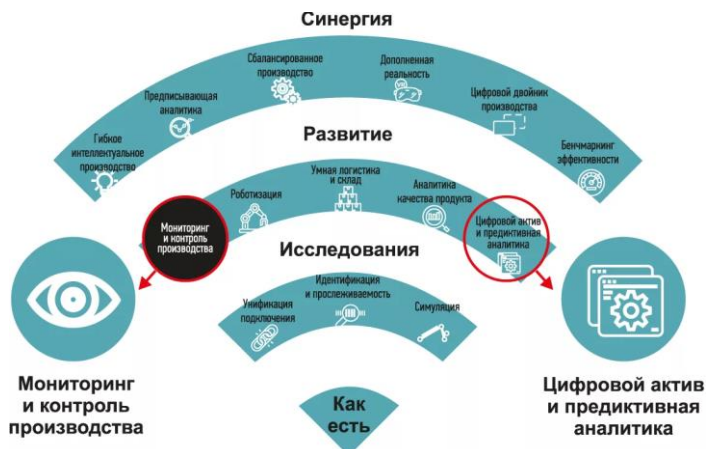 Синергия
Гибкое
интеллектуальное
производство
Предписывающая
аналитика
Сбалансированное
производство
Дополненная
реальность
Цифровой двойник
производства
Бенчмаркинг
эффективности
Развитие
Мониторинг
и контроль
производства
Роботизация
Умная логистика
и склад
Аналитика
качества продукта
Цифровой актив
и предиктивная
аналитика
Исследования
Унификация
подключения
Идентификация
и прослеживаемость
Симуляция
Как
есть
Мониторинг
и контроль
производства
Цифровой актив
и предиктивная
аналитика